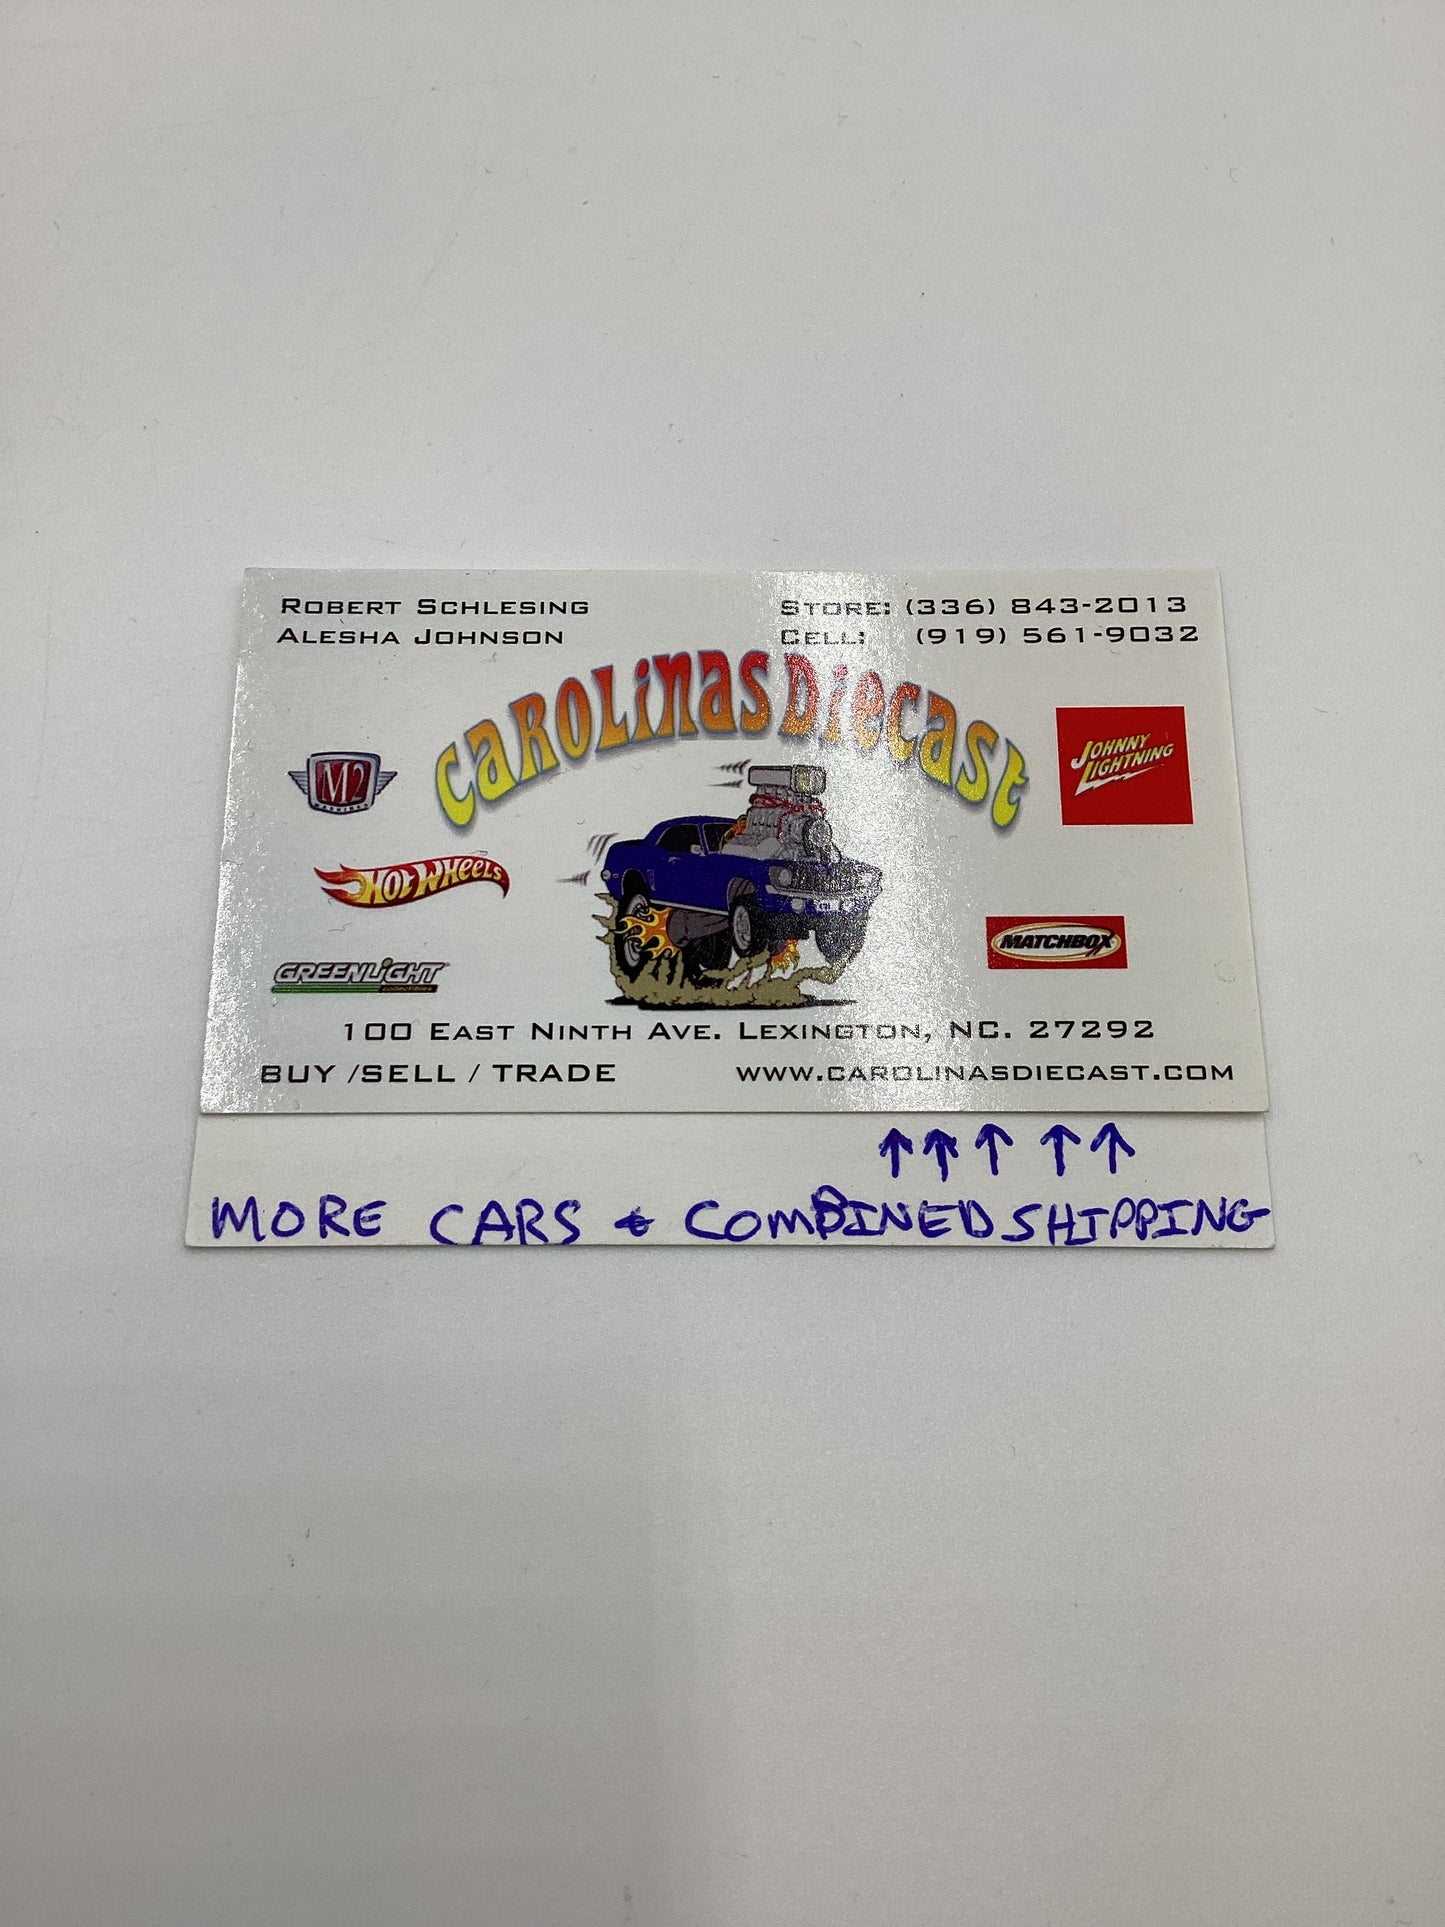 ROBERT SCHLESING
ALESHA JOHNSON
STORE: (336) 843-2013
CELL: (919) 561-9032
CAROLINAS DIECAST
M2
MACHINES
JOHNNY
LIGHTNING
HOT WHEELS
MATCHBOX
GREENLIGHT
collectibles
100 EAST NINTH AVE. LEXINGTON, NC. 27292
BUY /SELL / TRADE
WWW.CAROLINASDIECAST.COM
↑ ↑ ↑ ↑ ↑
MORE CARS & COMBINED SHIPPING